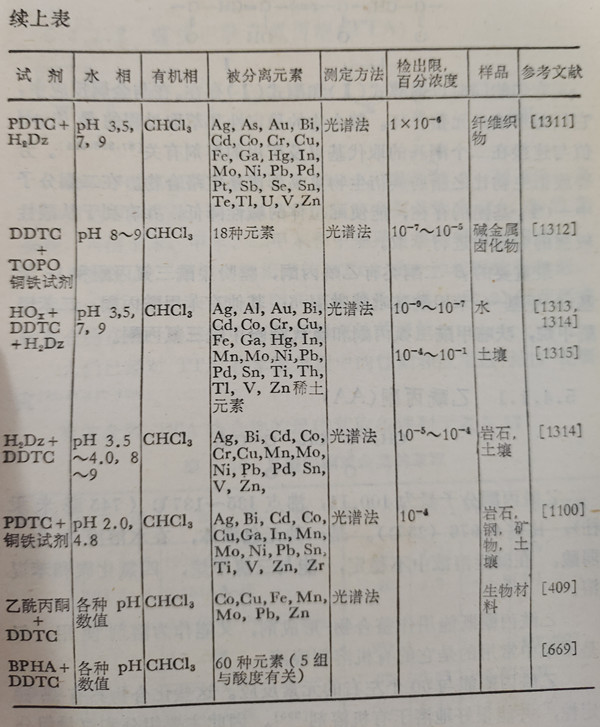 续上表
试剂 水相 有机相 被分离元素 测定方法 检出限，百分浓度 样品 参考文献
PDTC+ pH 3,5, CHCl₃ Ag, As, Au, Bi, 光谱法 1×10⁻⁶ 纤维织 [1311]
H₂Dz 7, 9 Cd, Co, Cr, Cu, 物
Fe, Ga, Hg, In,
Mo, Ni, Pb, Pd,
Pt, Sb, Se, Sn,
Te, Tl, U, V, Zn
DDTC pH 8～9 CHCl₃ 18种元素 光谱法 10⁻⁷～10⁻⁵ 碱金属 [1312]
+ 卤化物
TOPO
铜铁试剂
HOx+ pH 3,5, CHCl₃ Ag, Al, Au, Bi, 光谱法 10⁻⁹～10⁻⁷ 水 [1313,
DDTC 7, 9 Cd, Co, Cr, Cu, 1314]
+H₂Dz Fe, Ga, Hg, In,
Mn, Mo, Ni, Pb, 10⁻⁴～10⁻¹ 土壤 [1315]
Pd, Sn, Ti, Th,
Tl, V, Zn稀土
元素
H₂Dz+ pH 3.5 CHCl₃ Ag, Bi, Cd, Co, 光谱法 10⁻⁵～10⁻⁴ 岩石, [1314]
DDTC ～4.0, 8 Cr, Cu, Mn, Mo, 土壤
～9 Ni, Pb, Pd, Sn,
V, Zn,
PDTC+ pH 2.0, CHCl₃ Ag, Bi, Cd, Co, 光谱法 10⁻⁴ 岩石, [1100]
铜铁试剂 4.8 Cu, Ga, In, Mn, 钢, 矿
Mo, Ni, Pb, Sn, 物, 土
Ti, V, Zn, Zr 壤
乙酰丙酮 各种 pH CHCl₃ Co, Cu, Fe, Mn, 光谱法 生物材 [409]
+ 数值 Mo, Pb, Zn 料
DDTC
BPHA+ 各种 pH CHCl₃ 60 种元素（5 组 [669]
DDTC 数值 与酸度有关）